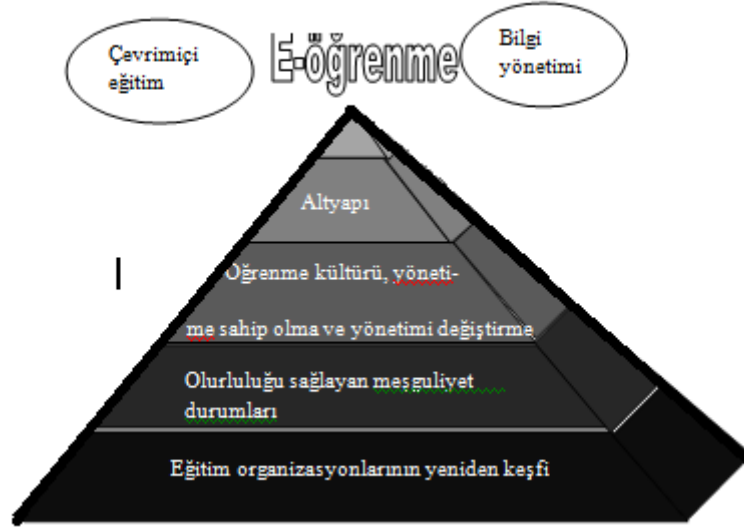 Çevrimiçi
eğitim
E-öğrenme
Bilgi
yönetimi
Altyapı
Öğrenme kültürü, yöneti-
me sahip olma ve yönetimi değiştirme
Olurluluğu sağlayan meşguliyet
durumları
Eğitim organizasyonlarının yeniden keşfi